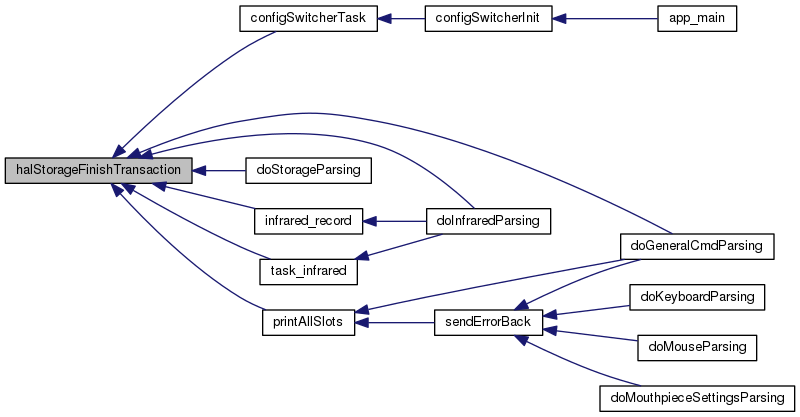 configSwitcherTask
configSwitcherInit
app_main
halStorageFinishTransaction
doStorageParsing
infrared_record
doInfraredParsing
doGeneralCmdParsing
task_infrared
printAllSlots
sendErrorBack
doKeyboardParsing
doMouseParsing
doMouthpieceSettingsParsing